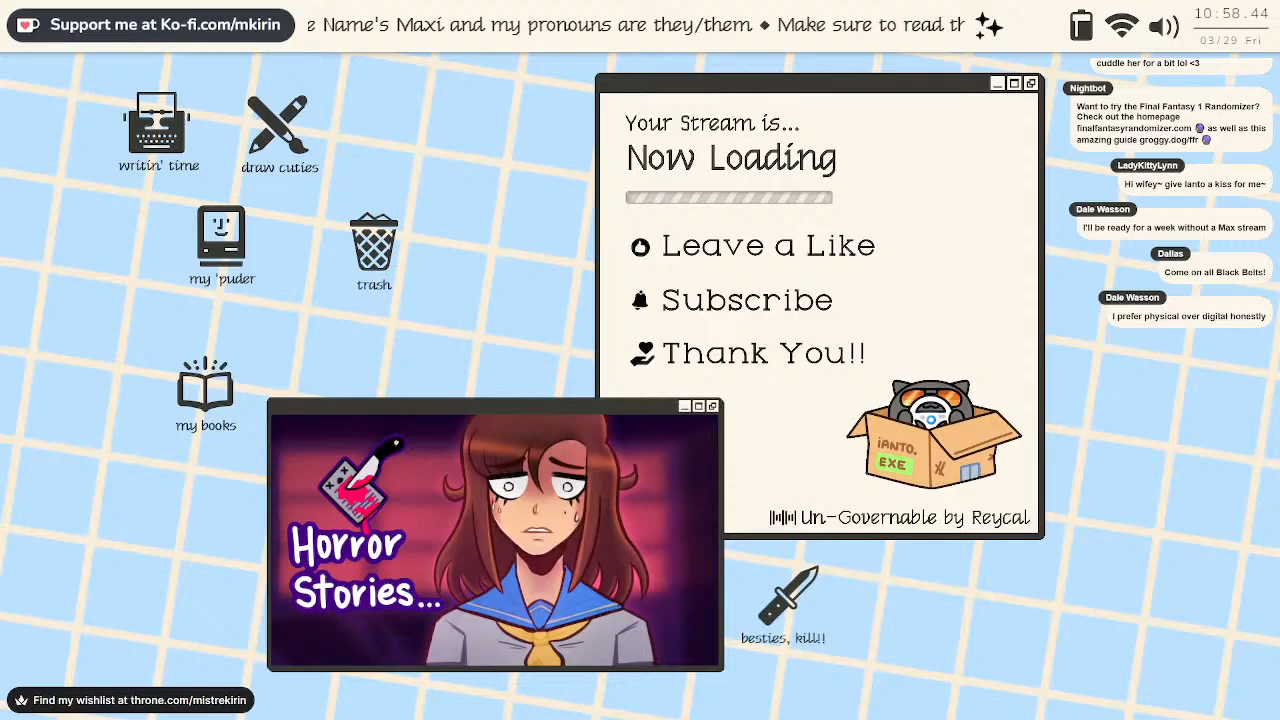 Support me at Ko-fi.com/mkirin
Name's Maxi and my pronouns are they/them ◆ Make sure to read th
10:58.44
03/29 Fri
writin' time
draw cuties
my 'puder
trash
my books
Your Stream is...
Now Loading
Leave a Like
Subscribe
Thank You!!
iANTO.
EXE
Un-Governable by Reycal
Horror
Stories...
besties, kill!!
cuddle her for a bit lol <3
Nightbot
Want to try the Final Fantasy 1 Randomizer?
Check out the homepage
finalfantasyrandomizer.com 🔮 as well as this
amazing guide groggy.dog/ffr 🔮
LadyKittyLynn
Hi wifey~ give Ianto a kiss for me~
Dale Wasson
I'll be ready for a week without a Max stream
Dallas
Come on all Black Belts!
Dale Wasson
I prefer physical over digital honestly
Find my wishlist at throne.com/mistrekirin